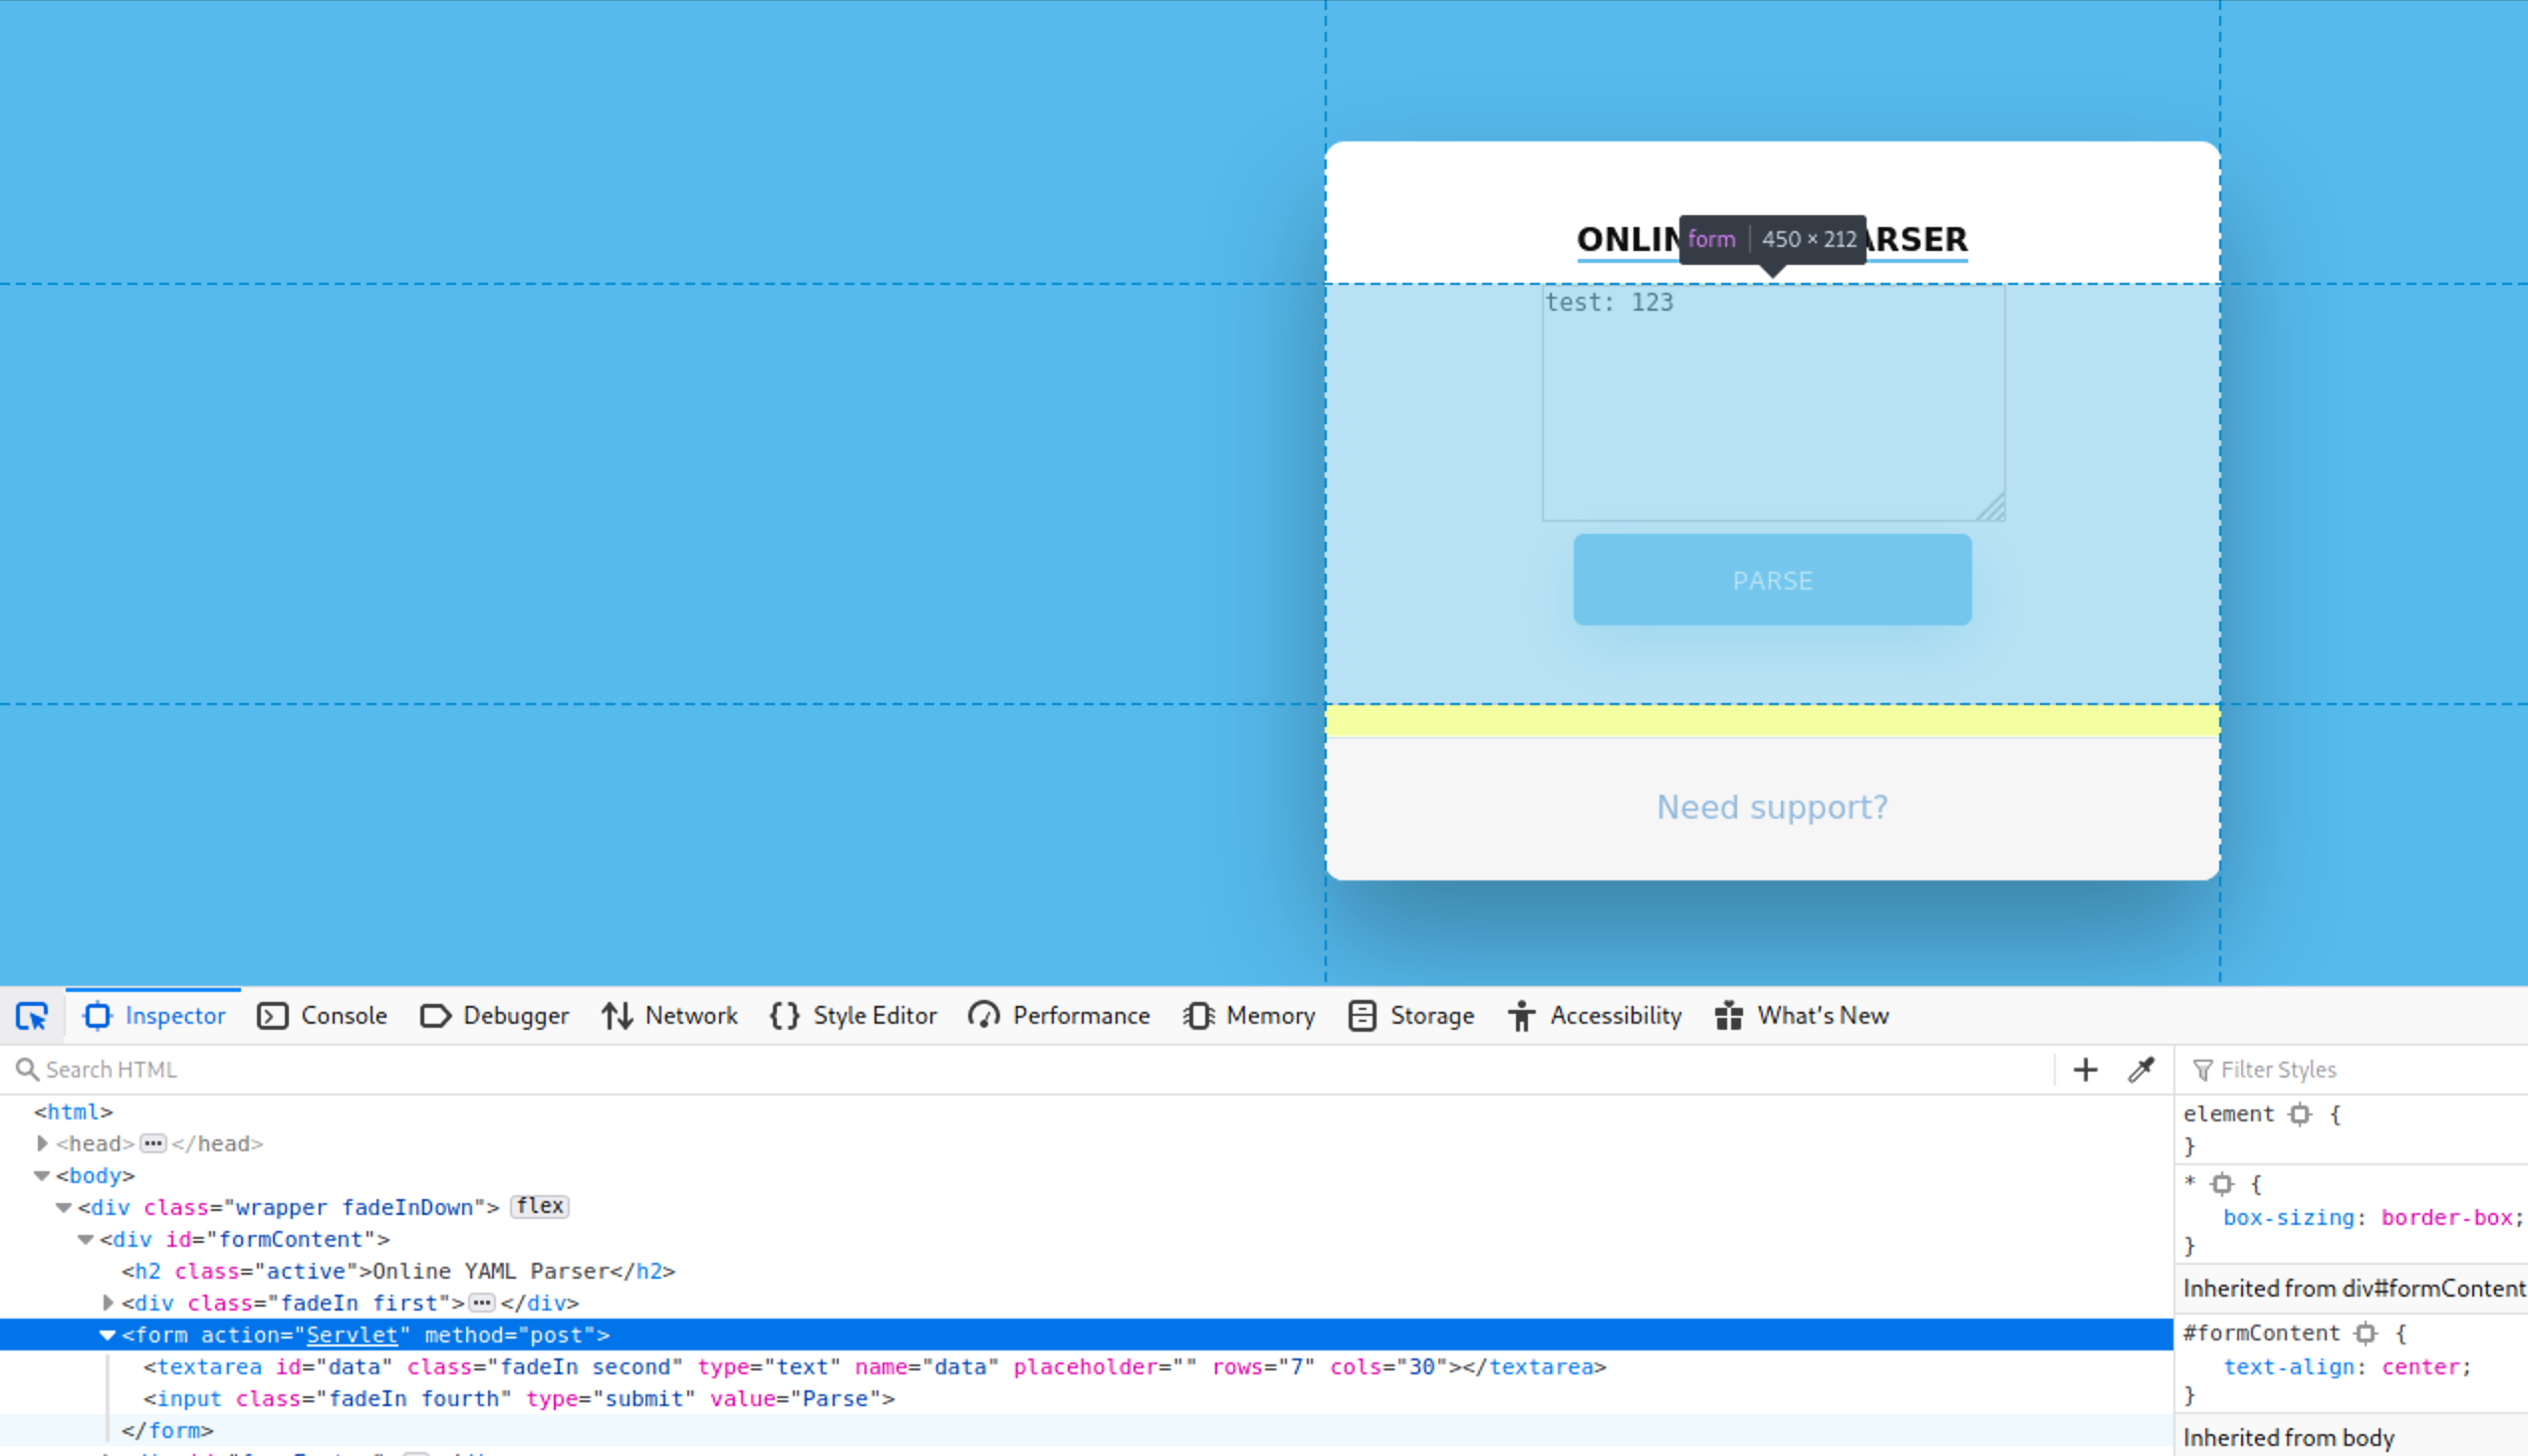 ONLIN ARSER
form 450 × 212
test: 123
PARSE
Need support?
Inspector Console Debugger Network Style Editor Performance Memory Storage Accessibility What's New
Search HTML
Filter Styles
<html>
<head> ••• </head>
<body>
<div class="wrapper fadeInDown"> flex
<div id="formContent">
<h2 class="active">Online YAML Parser</h2>
<div class="fadeIn first"> ••• </div>
<form action="Servlet" method="post">
<textarea id="data" class="fadeIn second" type="text" name="data" placeholder="" rows="7" cols="30"></textarea>
<input class="fadeIn fourth" type="submit" value="Parse">
</form>
element {
}
* {
box-sizing: border-box;
}
Inherited from div#formContent
#formContent {
text-align: center;
}
Inherited from body